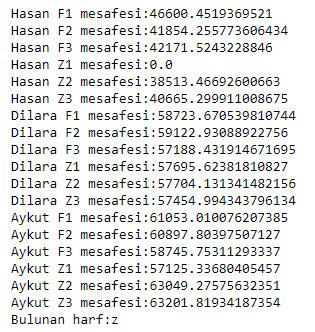 Hasan F1 mesafesi:46600.4519369521
Hasan F2 mesafesi:41854.255773606434
Hasan F3 mesafesi:42171.5243228846
Hasan Z1 mesafesi:0.0
Hasan Z2 mesafesi:38513.46692600663
Hasan Z3 mesafesi:40665.299911008675
Dilara F1 mesafesi:58723.670539810744
Dilara F2 mesafesi:59122.93088922756
Dilara F3 mesafesi:57188.431914671695
Dilara Z1 mesafesi:57695.62381810827
Dilara Z2 mesafesi:57704.131341482156
Dilara Z3 mesafesi:57454.994343796134
Aykut F1 mesafesi:61053.010076207385
Aykut F2 mesafesi:60897.80397507127
Aykut F3 mesafesi:58745.75311293337
Aykut Z1 mesafesi:57125.33680405457
Aykut Z2 mesafesi:63049.27575632351
Aykut Z3 mesafesi:63201.81934187354
Bulunan harf:z